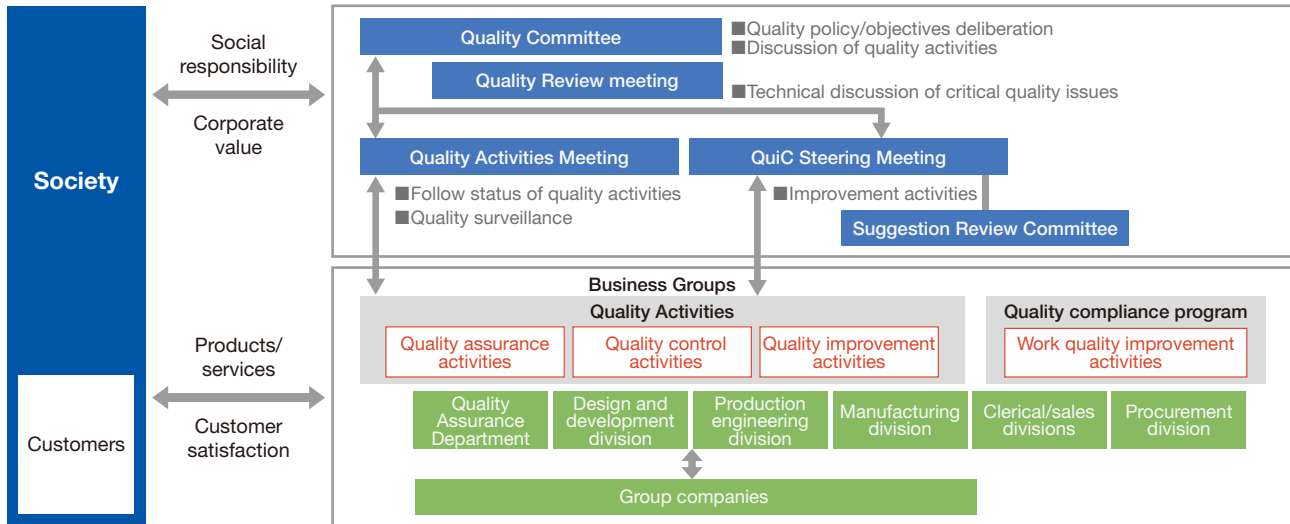 Society
Customers
Social
responsibility
Corporate
value
Products/
services
Customer
satisfaction
Quality Committee
■Quality policy/objectives deliberation
■Discussion of quality activities
Quality Review meeting
■Technical discussion of critical quality issues
Quality Activities Meeting
■Follow status of quality activities
■Quality surveillance
QuiC Steering Meeting
■Improvement activities
Suggestion Review Committee
Business Groups
Quality Activities
Quality assurance
activities
Quality control
activities
Quality improvement
activities
Quality compliance program
Work quality improvement
activities
Quality
Assurance
Department
Design and
development
division
Production
engineering
division
Manufacturing
division
Clerical/sales
divisions
Procurement
division
Group companies